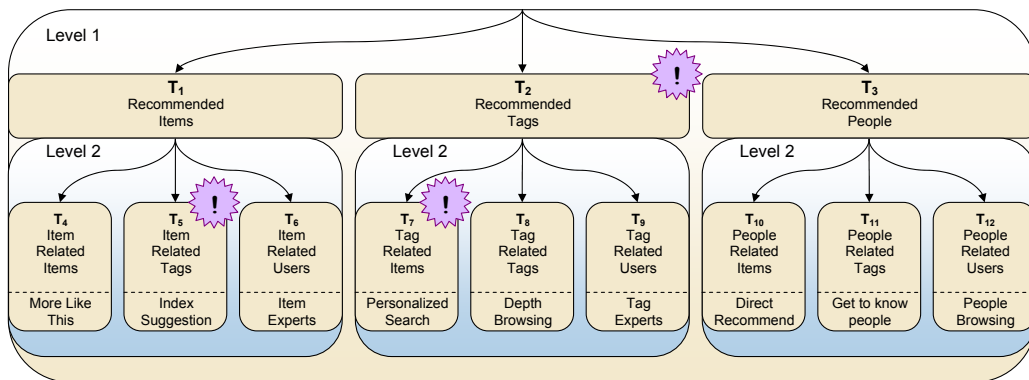 Level 1
T1
Recommended
Items
T2
Recommended
Tags
!
T3
Recommended
People
Level 2
T4
Item
Related
Items
More Like
This
T5
Item
Related
Tags
Index
Suggestion
!
T6
Item
Related
Users
Item
Experts
Level 2
T7
Tag
Related
Items
Personalized
Search
!
T8
Tag
Related
Tags
Depth
Browsing
T9
Tag
Related
Users
Tag
Experts
Level 2
T10
People
Related
Items
Direct
Recommend
T11
People
Related
Tags
Get to know
people
T12
People
Related
Users
People
Browsing